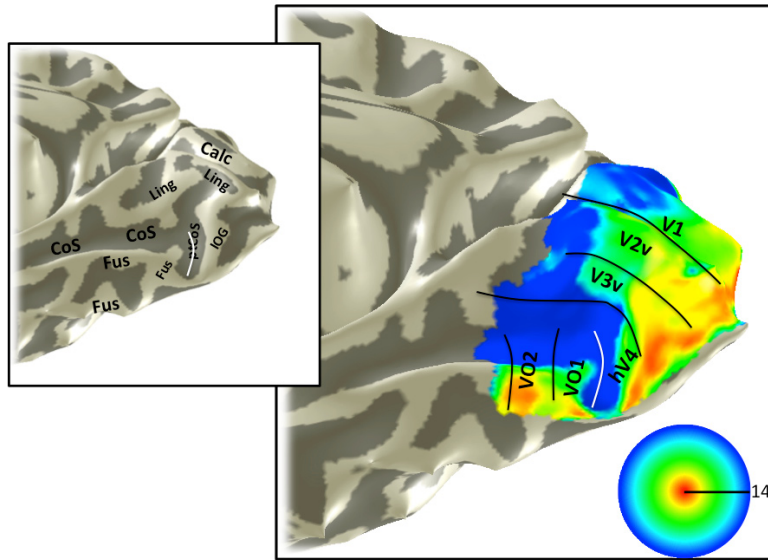 Calc
Ling
Ling
CoS
CoS
ptCoS
IOG
Fus
Fus
Fus
V1
V2v
V3v
hV4
VO1
VO2
14